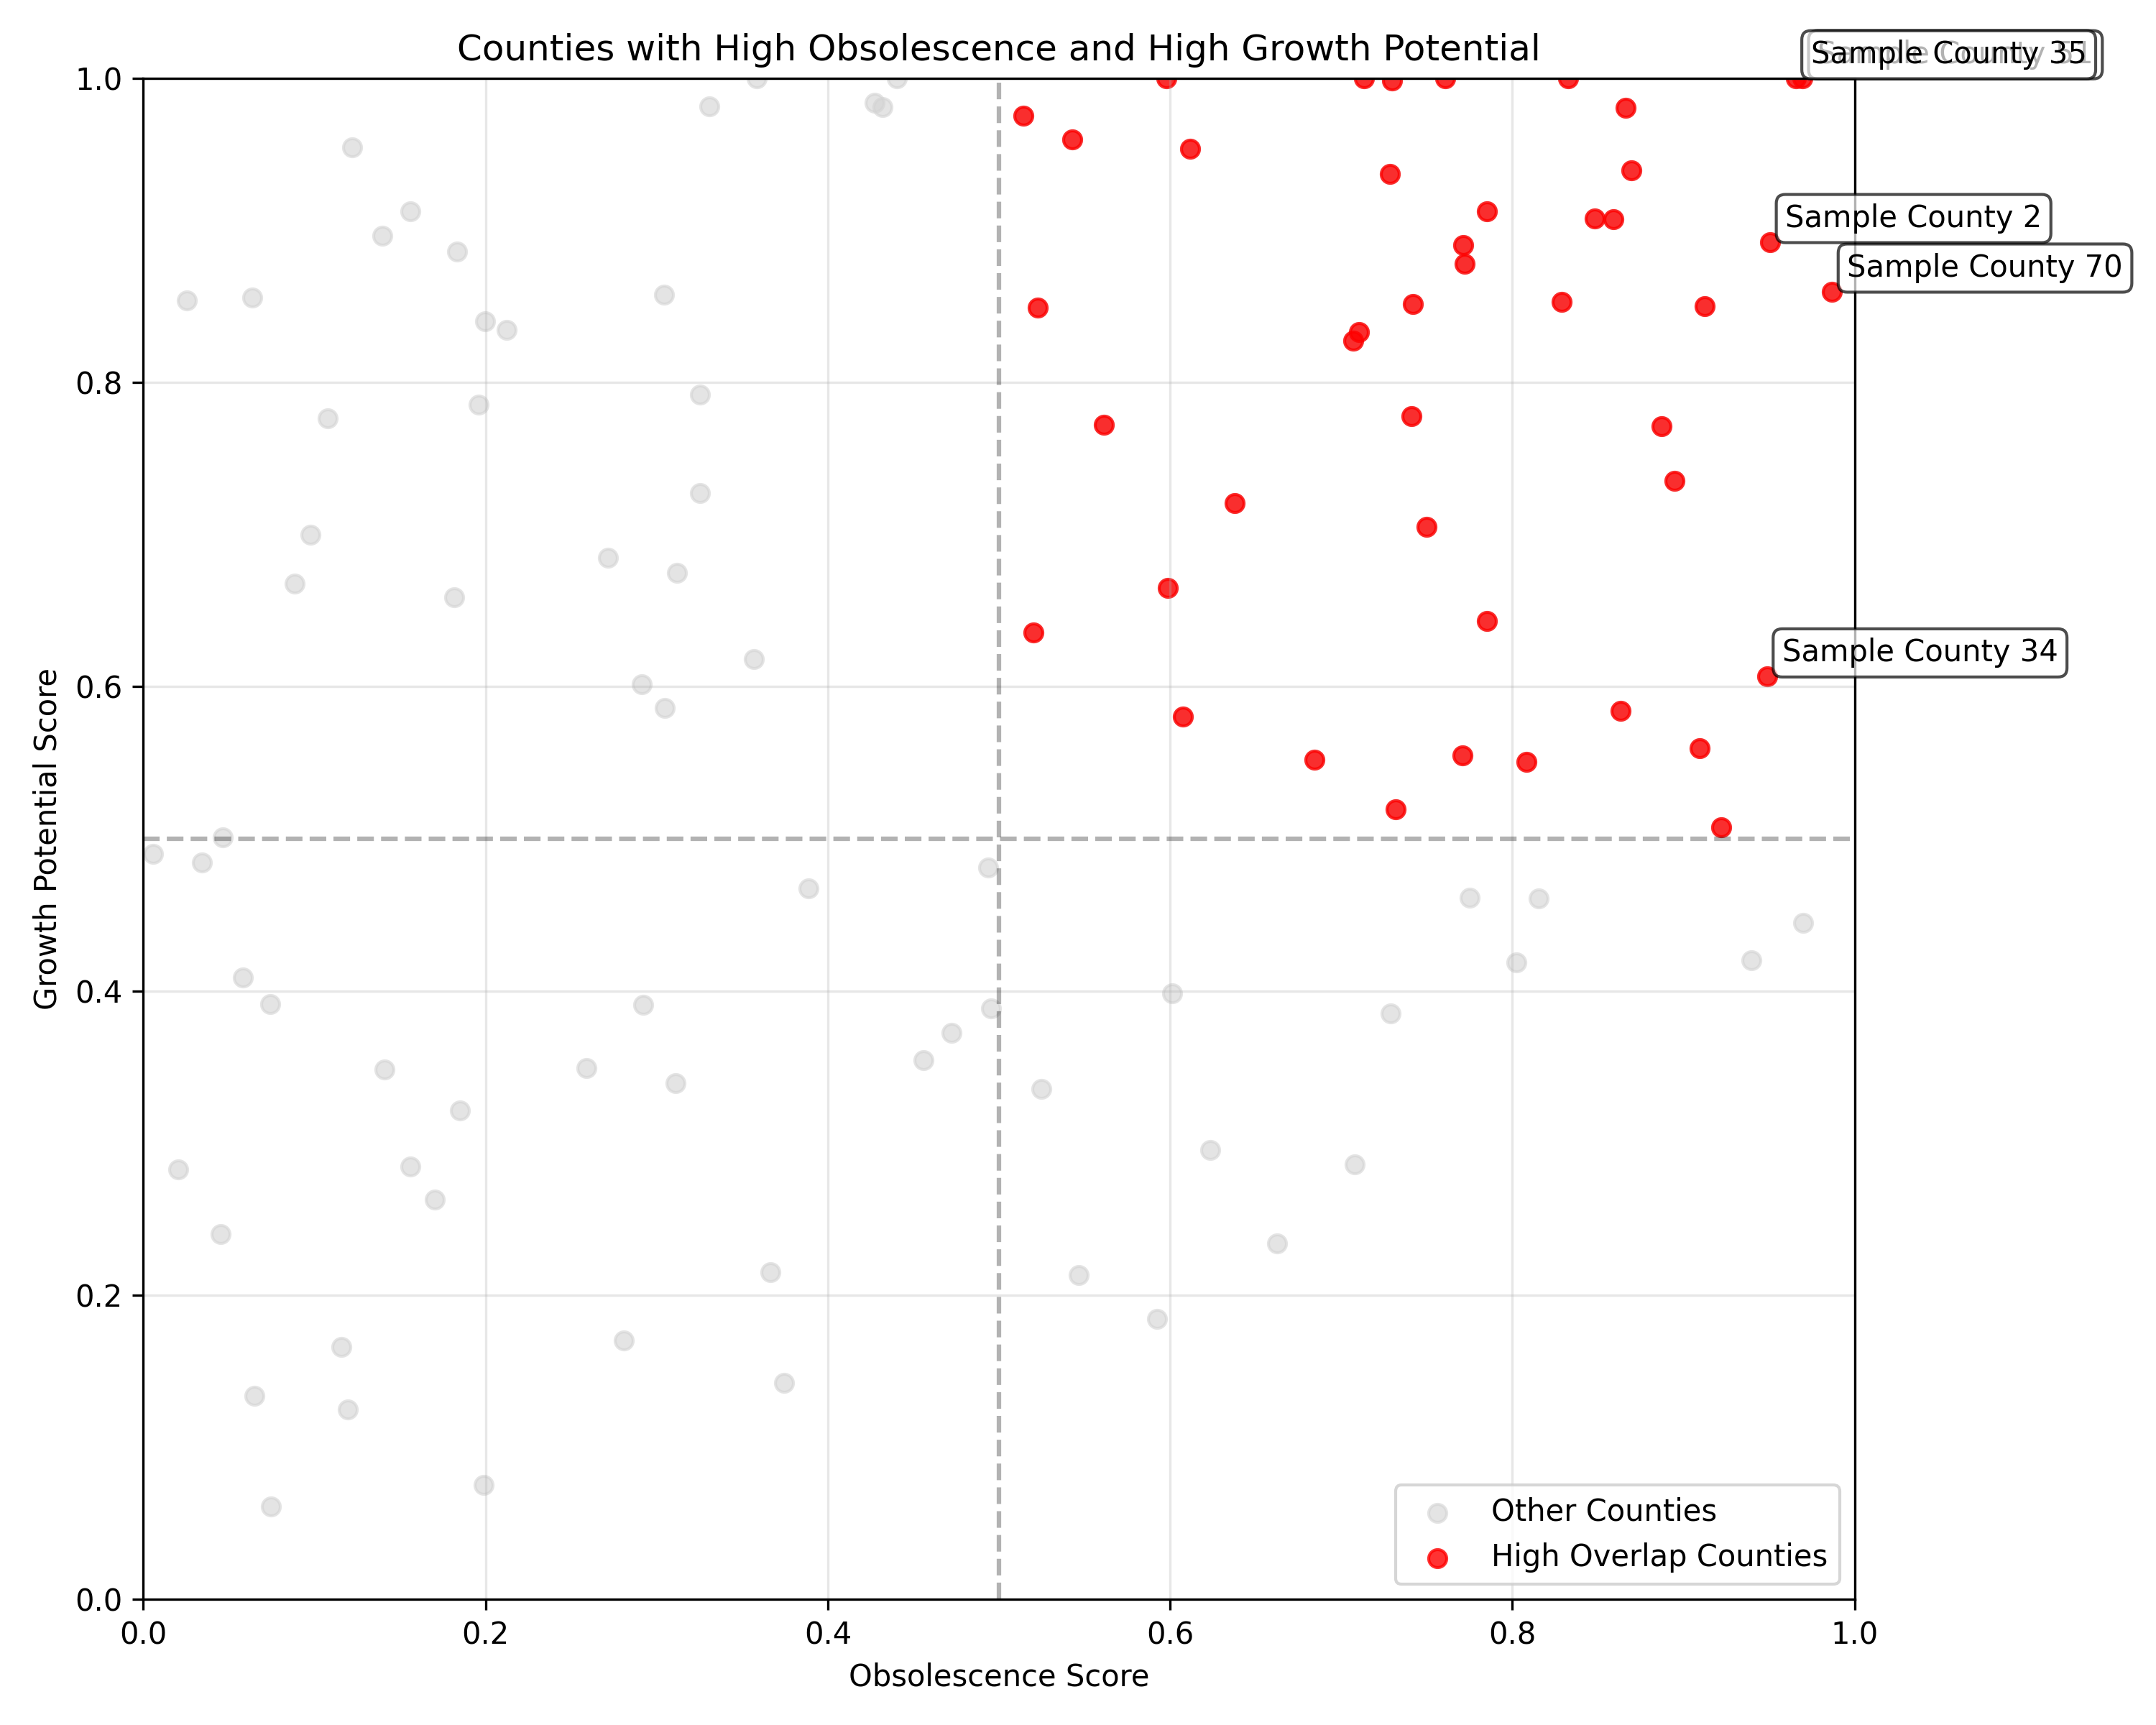 Counties with High Obsolescence and High Growth Potential
Sample County 35
Sample County 2
Sample County 70
Sample County 34
1.0
0.8
0.6
0.4
0.2
0.0
Growth Potential Score
0.0 0.2 0.4 0.6 0.8 1.0
Obsolescence Score
Other Counties
High Overlap Counties